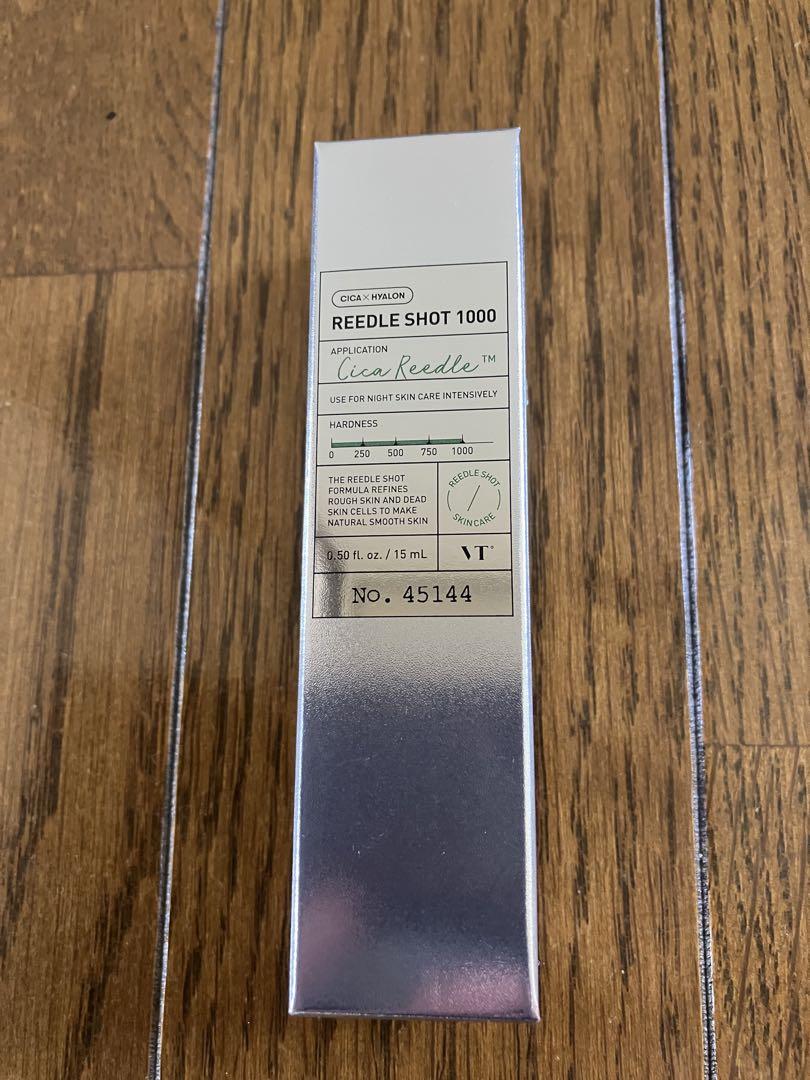 CICA×HYALON
REEDLE SHOT 1000
APPLICATION
Cica Reedle™
USE FOR NIGHT SKIN CARE INTENSIVELY
HARDNESS
0 250 500 750 1000
THE REEDLE SHOT
FORMULA REFINES
ROUGH SKIN AND DEAD
SKIN CELLS TO MAKE
NATURAL SMOOTH SKIN
REEDLE SHOT
SKINCARE
0.50 fl. oz. / 15 mL
VT°
No. 45144